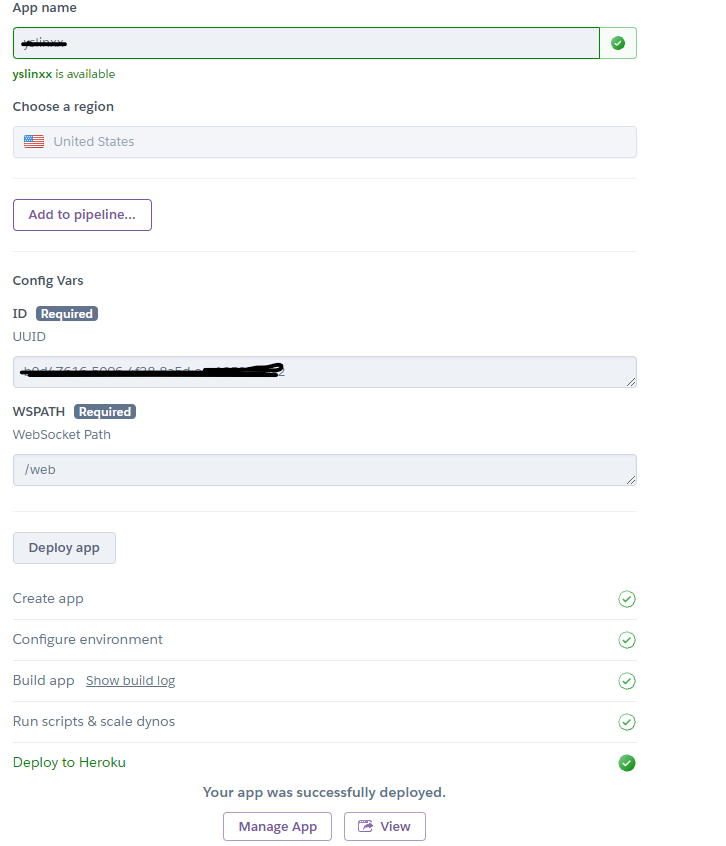 App name
yslinxx is available
Choose a region
United States
Add to pipeline...
Config Vars
ID Required
UUID
WSPATH Required
WebSocket Path
/web
Deploy app
Create app
Configure environment
Build app Show build log
Run scripts & scale dynos
Deploy to Heroku
Your app was successfully deployed.
Manage App View